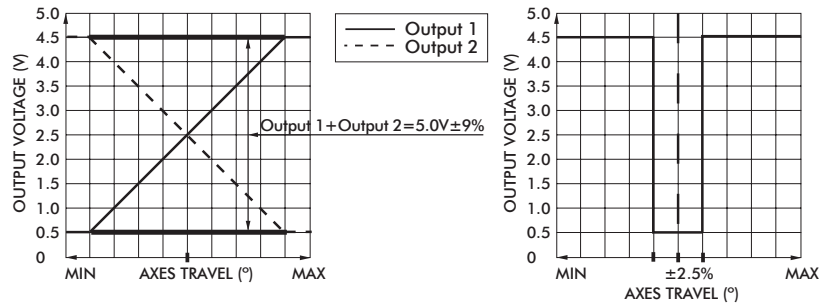 5.0
4.5
4.0
3.5
3.0
2.5
2.0
1.5
1.0
0.5
0
OUTPUT VOLTAGE (V)
MIN
AXES TRAVEL (º)
MAX
Output 1+Output 2=5.0V±9%
Output 1
Output 2
5.0
4.5
4.0
3.5
3.0
2.5
2.0
1.5
1.0
0.5
0
OUTPUT VOLTAGE (V)
MIN
±2.5%
MAX
AXES TRAVEL (º)